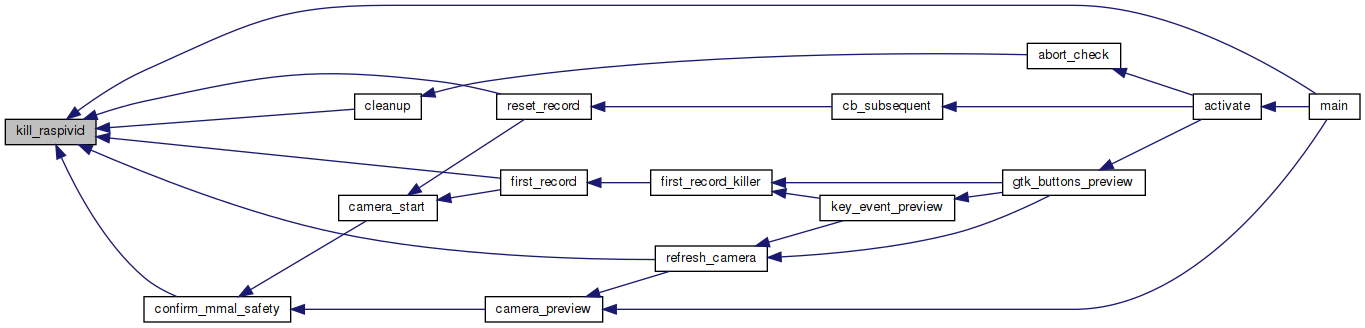 kill_raspivid
cleanup
reset_record
cb_subsequent
abort_check
activate
main
camera_start
first_record
first_record_killer
key_event_preview
gtk_buttons_preview
refresh_camera
confirm_mmal_safety
camera_preview